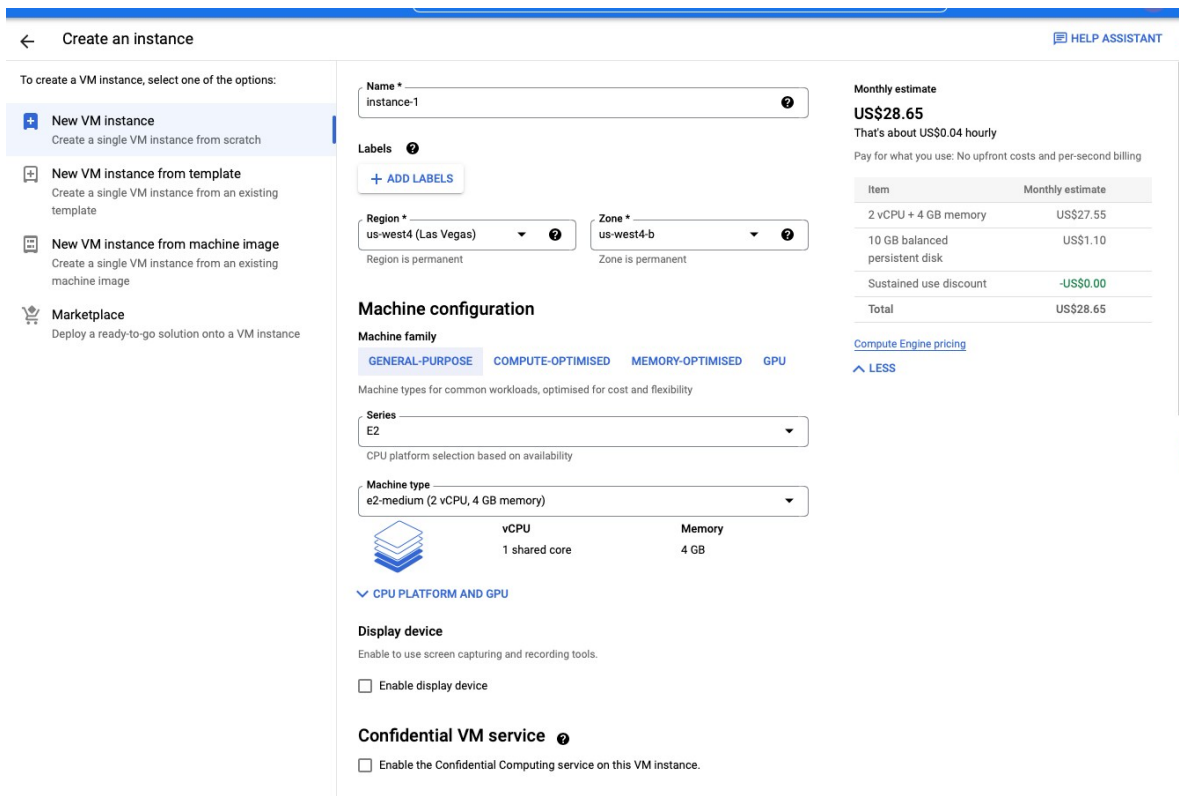 Create an instance
HELP ASSISTANT
To create a VM instance, select one of the options:
New VM instance
Create a single VM instance from scratch
New VM instance from template
Create a single VM instance from an existing
template
New VM instance from machine image
Create a single VM instance from an existing
machine image
Marketplace
Deploy a ready-to-go solution onto a VM instance
Name *
instance-1
Labels
+ ADD LABELS
Region *
us-west4 (Las Vegas)
Region is permanent
Zone *
us-west4-b
Zone is permanent
Machine configuration
Machine family
GENERAL-PURPOSE COMPUTE-OPTIMISED MEMORY-OPTIMISED GPU
Machine types for common workloads, optimised for cost and flexibility
Series
E2
CPU platform selection based on availability
Machine type
e2-medium (2 vCPU, 4 GB memory)
vCPU Memory
1 shared core 4 GB
CPU PLATFORM AND GPU
Display device
Enable to use screen capturing and recording tools.
Enable display device
Confidential VM service
Enable the Confidential Computing service on this VM instance.
Monthly estimate
US$28.65
That's about US$0.04 hourly
Pay for what you use: No upfront costs and per-second billing
Item Monthly estimate
2 vCPU + 4 GB memory US$27.55
10 GB balanced US$1.10
persistent disk
Sustained use discount -US$0.00
Total US$28.65
Compute Engine pricing
LESS